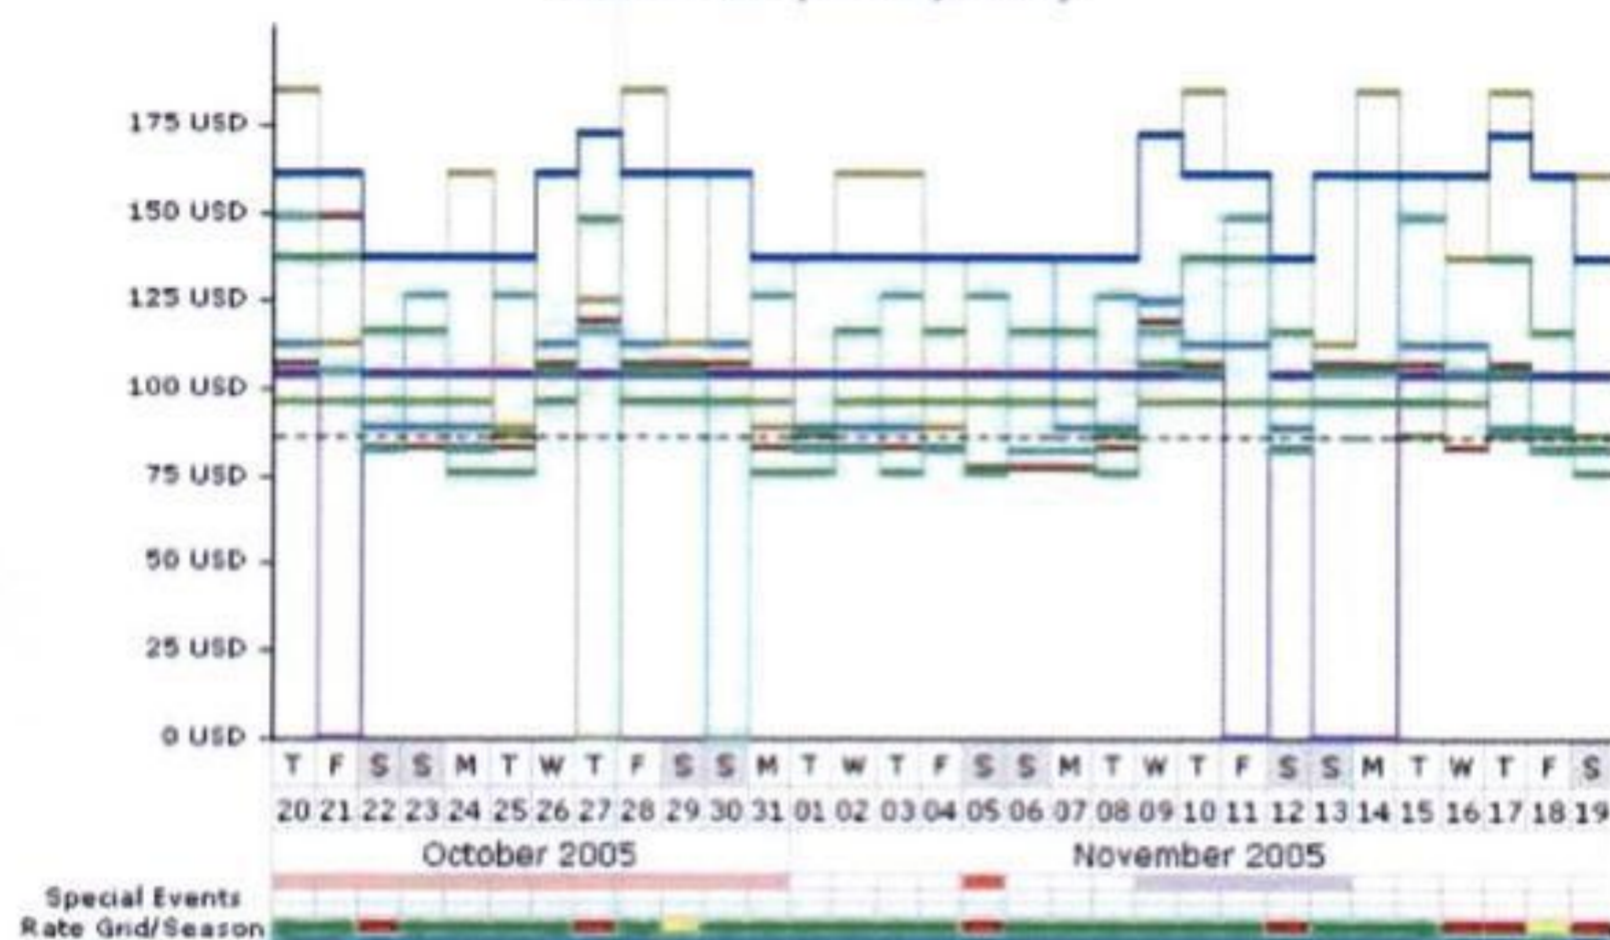 175 USD
150 USD
125 USD
100 USD
75 USD
50 USD
25 USD
0 USD
T F S S M T W T F S S M T W T F S S M T W T F S S M T W T F S
20 21 22 23 24 25 26 27 28 29 30 31 01 02 03 04 05 06 07 08 09 10 11 12 13 14 15 16 17 18 19
October 2005 November 2005
Special Events
Rate Grid/Season